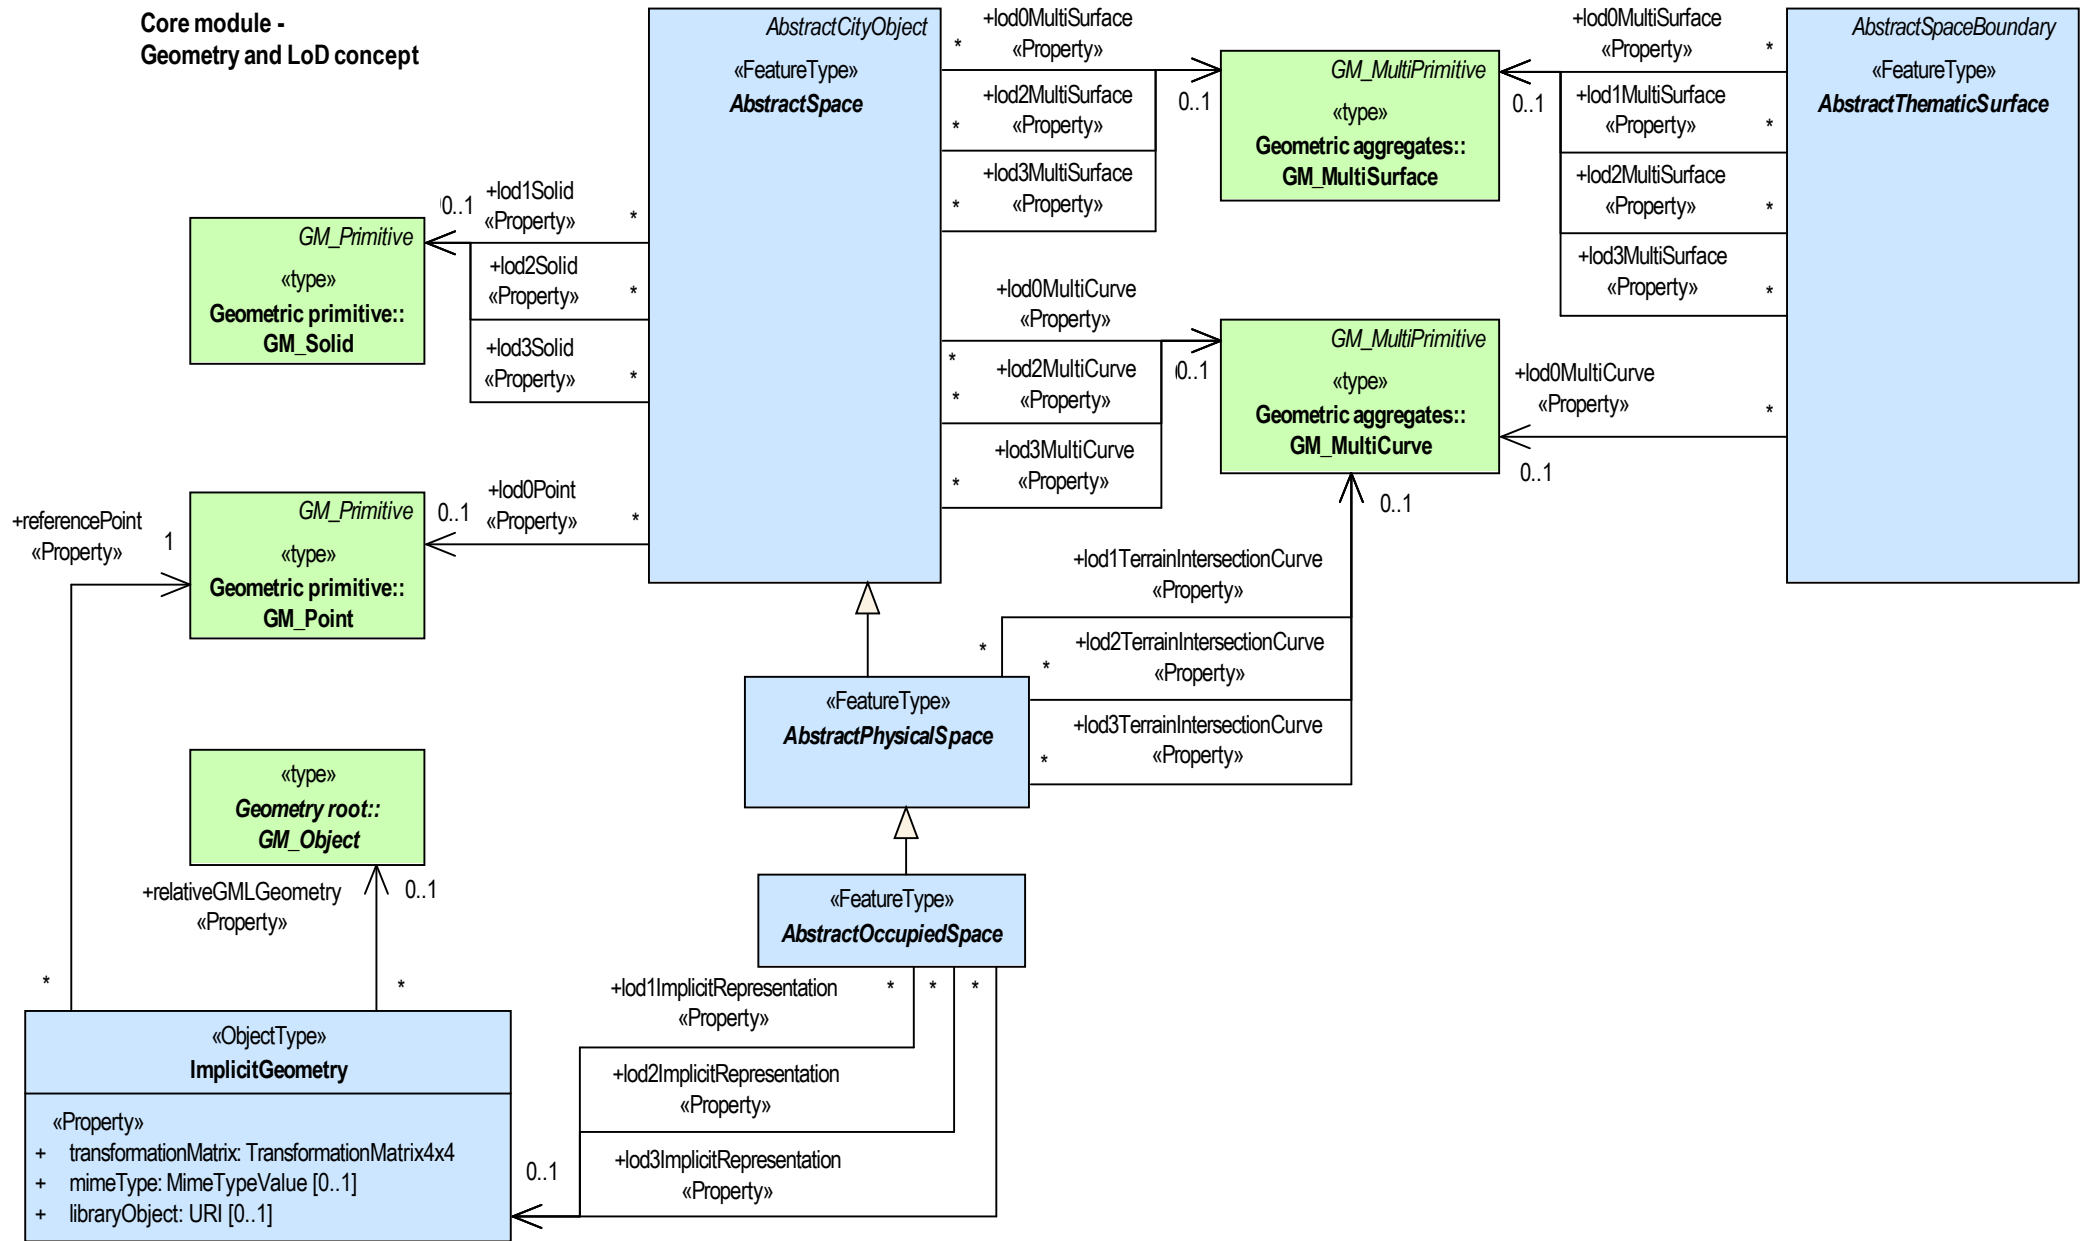 Core module -
Geometry and LoD concept
AbstractCityObject
«FeatureType»
AbstractSpace
+lod0MultiSurface
«Property»
*
+lod2MultiSurface
«Property»
*
+lod3MultiSurface
«Property»
*
0..1
GM_MultiPrimitive
«type»
Geometric aggregates::
GM_MultiSurface
+lod0MultiSurface
«Property»
*
0..1
+lod1MultiSurface
«Property»
*
+lod2MultiSurface
«Property»
*
+lod3MultiSurface
«Property»
*
AbstractSpaceBoundary
«FeatureType»
AbstractThematicSurface
0..1
+lod1Solid
«Property»
*
+lod2Solid
«Property»
*
+lod3Solid
«Property»
*
GM_Primitive
«type»
Geometric primitive::
GM_Solid
+lod0MultiCurve
«Property»
*
+lod2MultiCurve
«Property»
*
+lod3MultiCurve
«Property»
*
0..1
GM_MultiPrimitive
«type»
Geometric aggregates::
GM_MultiCurve
+lod0MultiCurve
«Property»
*
0..1
0..1
+referencePoint
«Property»
1
GM_Primitive
«type»
Geometric primitive::
GM_Point
0..1
+lod0Point
«Property»
*
+lod1TerrainIntersectionCurve
«Property»
*
+lod2TerrainIntersectionCurve
«Property»
*
+lod3TerrainIntersectionCurve
«Property»
*
«FeatureType»
AbstractPhysicalSpace
«type»
Geometry root::
GM_Object
+relativeGMLGeometry
«Property»
0..1
*
*
«FeatureType»
AbstractOccupiedSpace
+lod1ImplicitRepresentation
«Property»
* * *
+lod2ImplicitRepresentation
«Property»
+lod3ImplicitRepresentation
«Property»
0..1
«ObjectType»
ImplicitGeometry
«Property»
+ transformationMatrix: TransformationMatrix4x4
+ mimeType: MimeTypeValue [0..1]
+ libraryObject: URI [0..1]